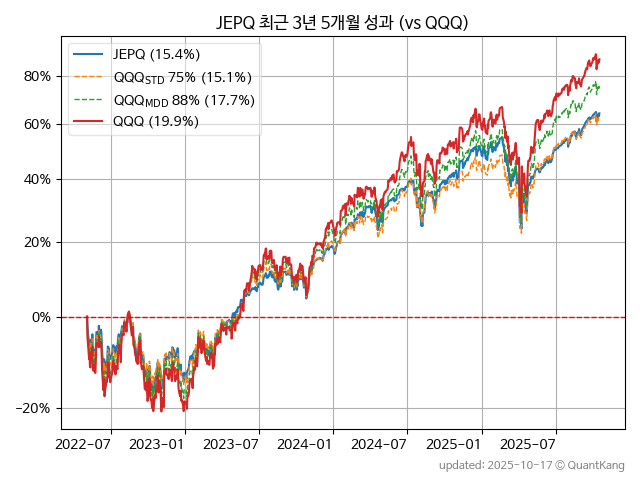 JEPQ 최근 3년 5개월 성과 (vs QQQ)
JEPQ (15.4%)
QQQSTD 75% (15.1%)
QQQMDD 88% (17.7%)
QQQ (19.9%)
80%
60%
40%
20%
0%
−20%
2022−07 2023−01 2023−07 2024−01 2024−07 2025−01 2025−07
updated: 2025-10-17 © QuantKang